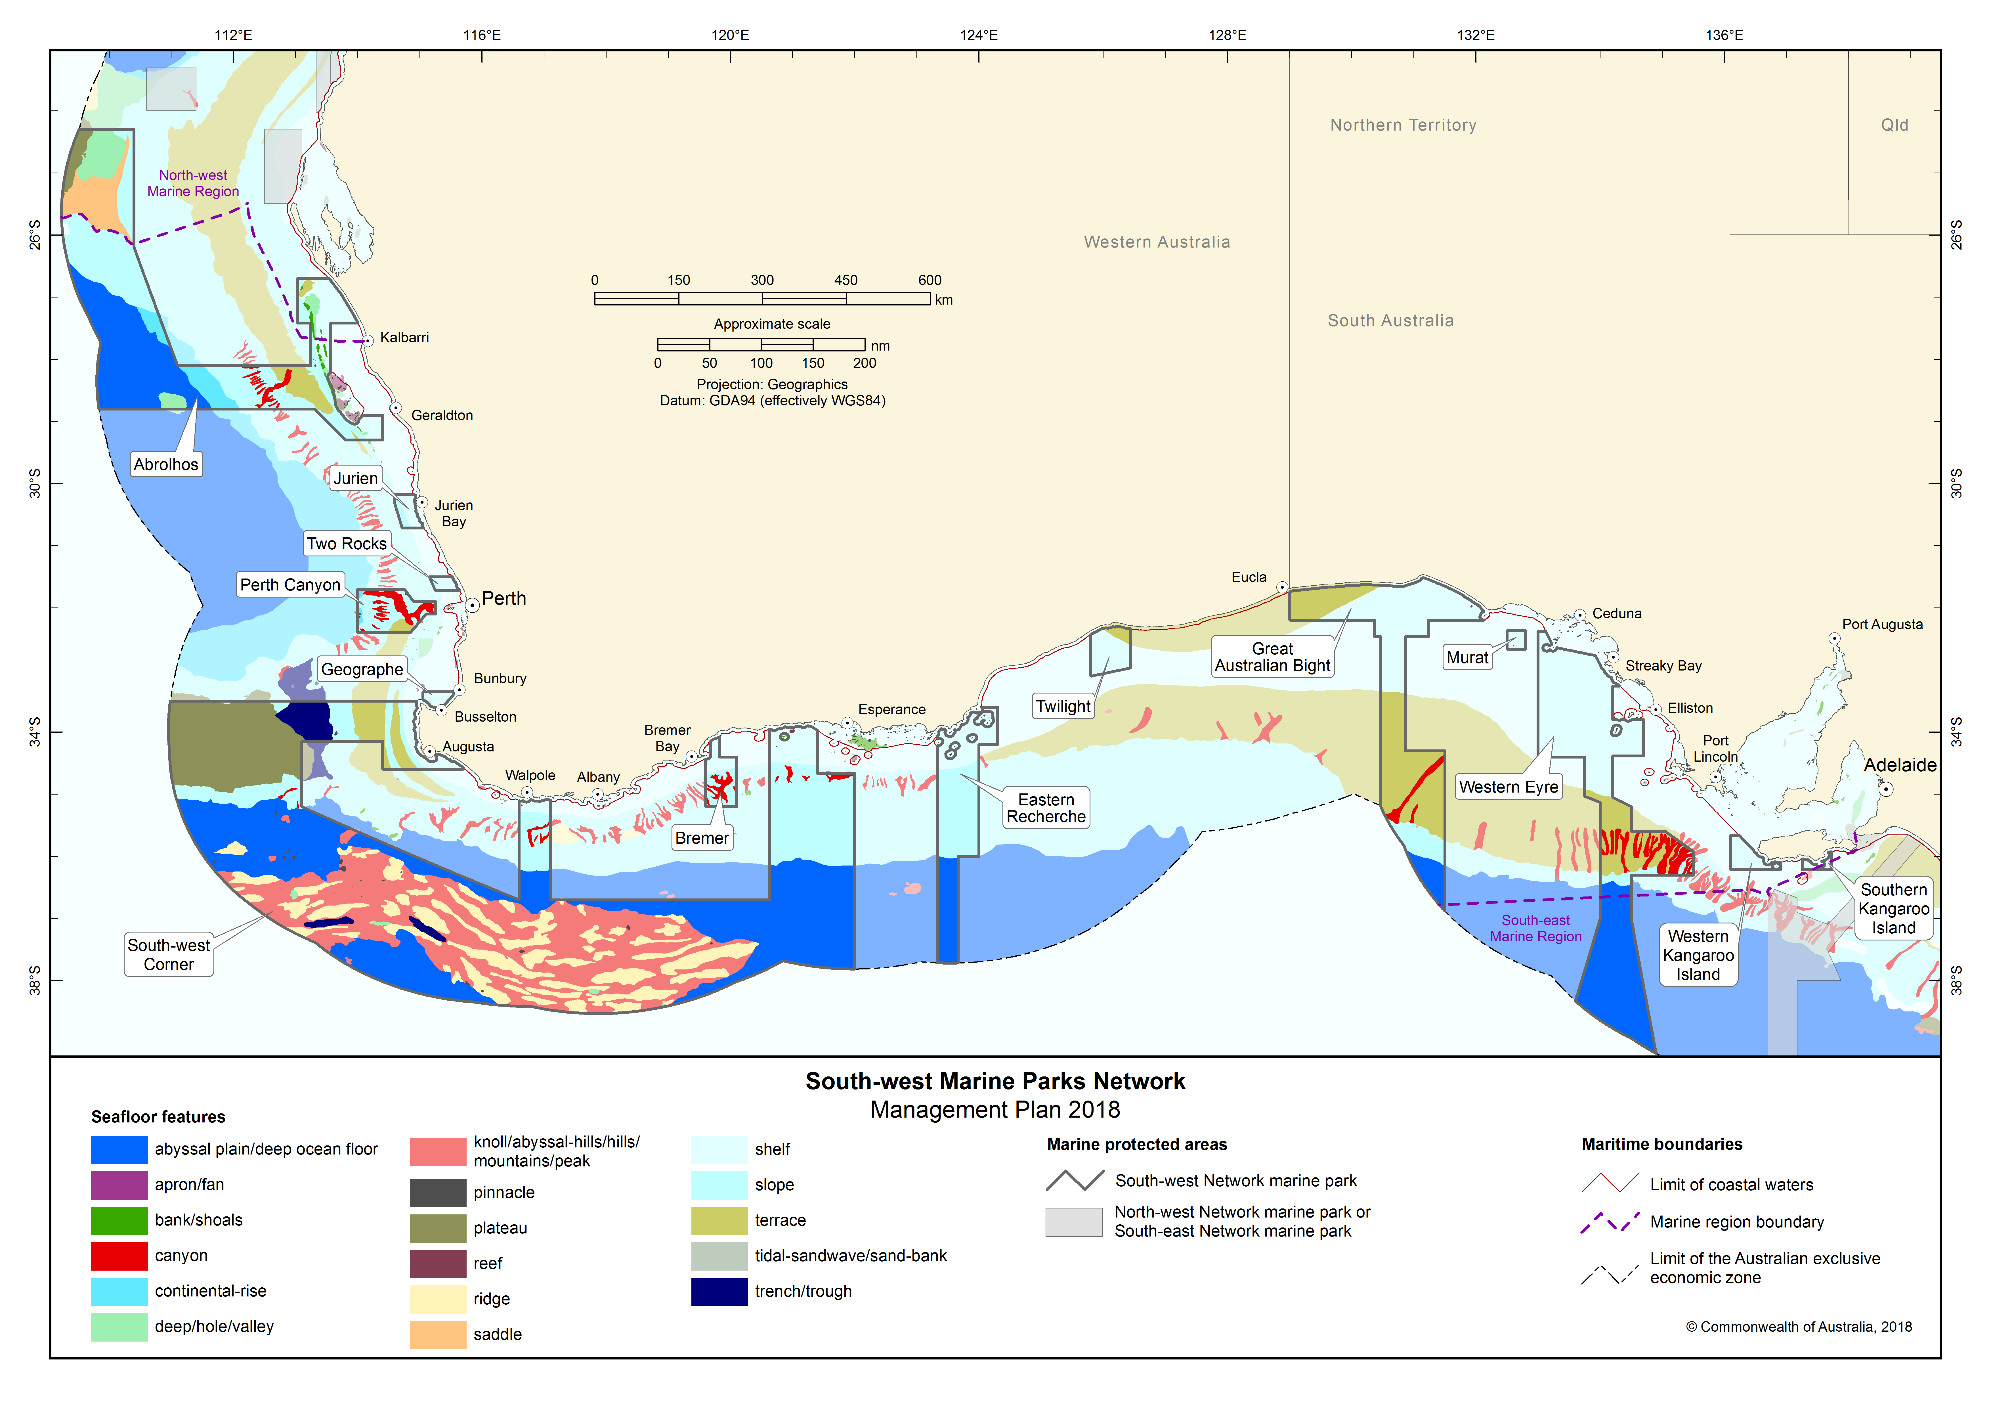 112°E
116°E
120°E
124°E
128°E
132°E
136°E
26°S
30°S
34°S
38°S
26°S
30°S
34°S
38°S
Northern Territory
Qld
Western Australia
South Australia
North-west
Marine Region
0 150 300 450 600
km
Approximate scale
nm
0 50 100 150 200
Projection: Geographics
Datum: GDA94 (effectively WGS84)
Kalbarri
Geraldton
Abrolhos
Jurien
Jurien
Bay
Two Rocks
Perth Canyon
Perth
Geographe
Bunbury
Busselton
Augusta
Walpole
Albany
Bremer
Bay
Bremer
Esperance
Eastern
Recherche
Twilight
Eucla
Great
Australian Bight
Murat
Ceduna
Streaky Bay
Port Augusta
Elliston
Port
Lincoln
Adelaide
Western Eyre
South-west
Corner
South-east
Marine Region
Western
Kangaroo
Island
Southern
Kangaroo
Island
South-west Marine Parks Network
Management Plan 2018
Seafloor features
abyssal plain/deep ocean floor
apron/fan
bank/shoals
canyon
continental-rise
deep/hole/valley
knoll/abyssal-hills/hills/
mountains/peak
pinnacle
plateau
reef
ridge
saddle
shelf
slope
terrace
tidal-sandwave/sand-bank
trench/trough
Marine protected areas
South-west Network marine park
North-west Network marine park or
South-east Network marine park
Maritime boundaries
Limit of coastal waters
Marine region boundary
Limit of the Australian exclusive
economic zone
© Commonwealth of Australia, 2018